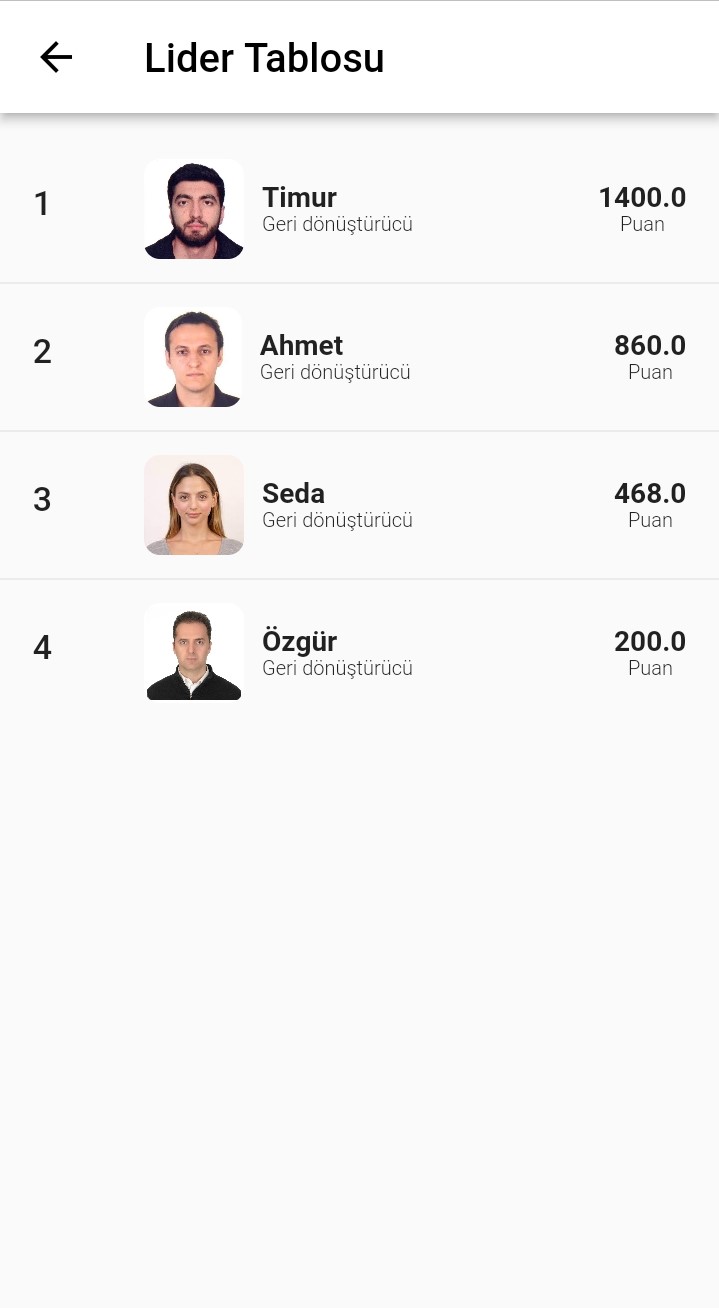 Lider Tablosu
1
Timur
1400.0
Geri dönüştürücü
Puan
2
Ahmet
860.0
Geri dönüştürücü
Puan
3
Seda
468.0
Geri dönüştürücü
Puan
4
Özgür
200.0
Geri dönüştürücü
Puan